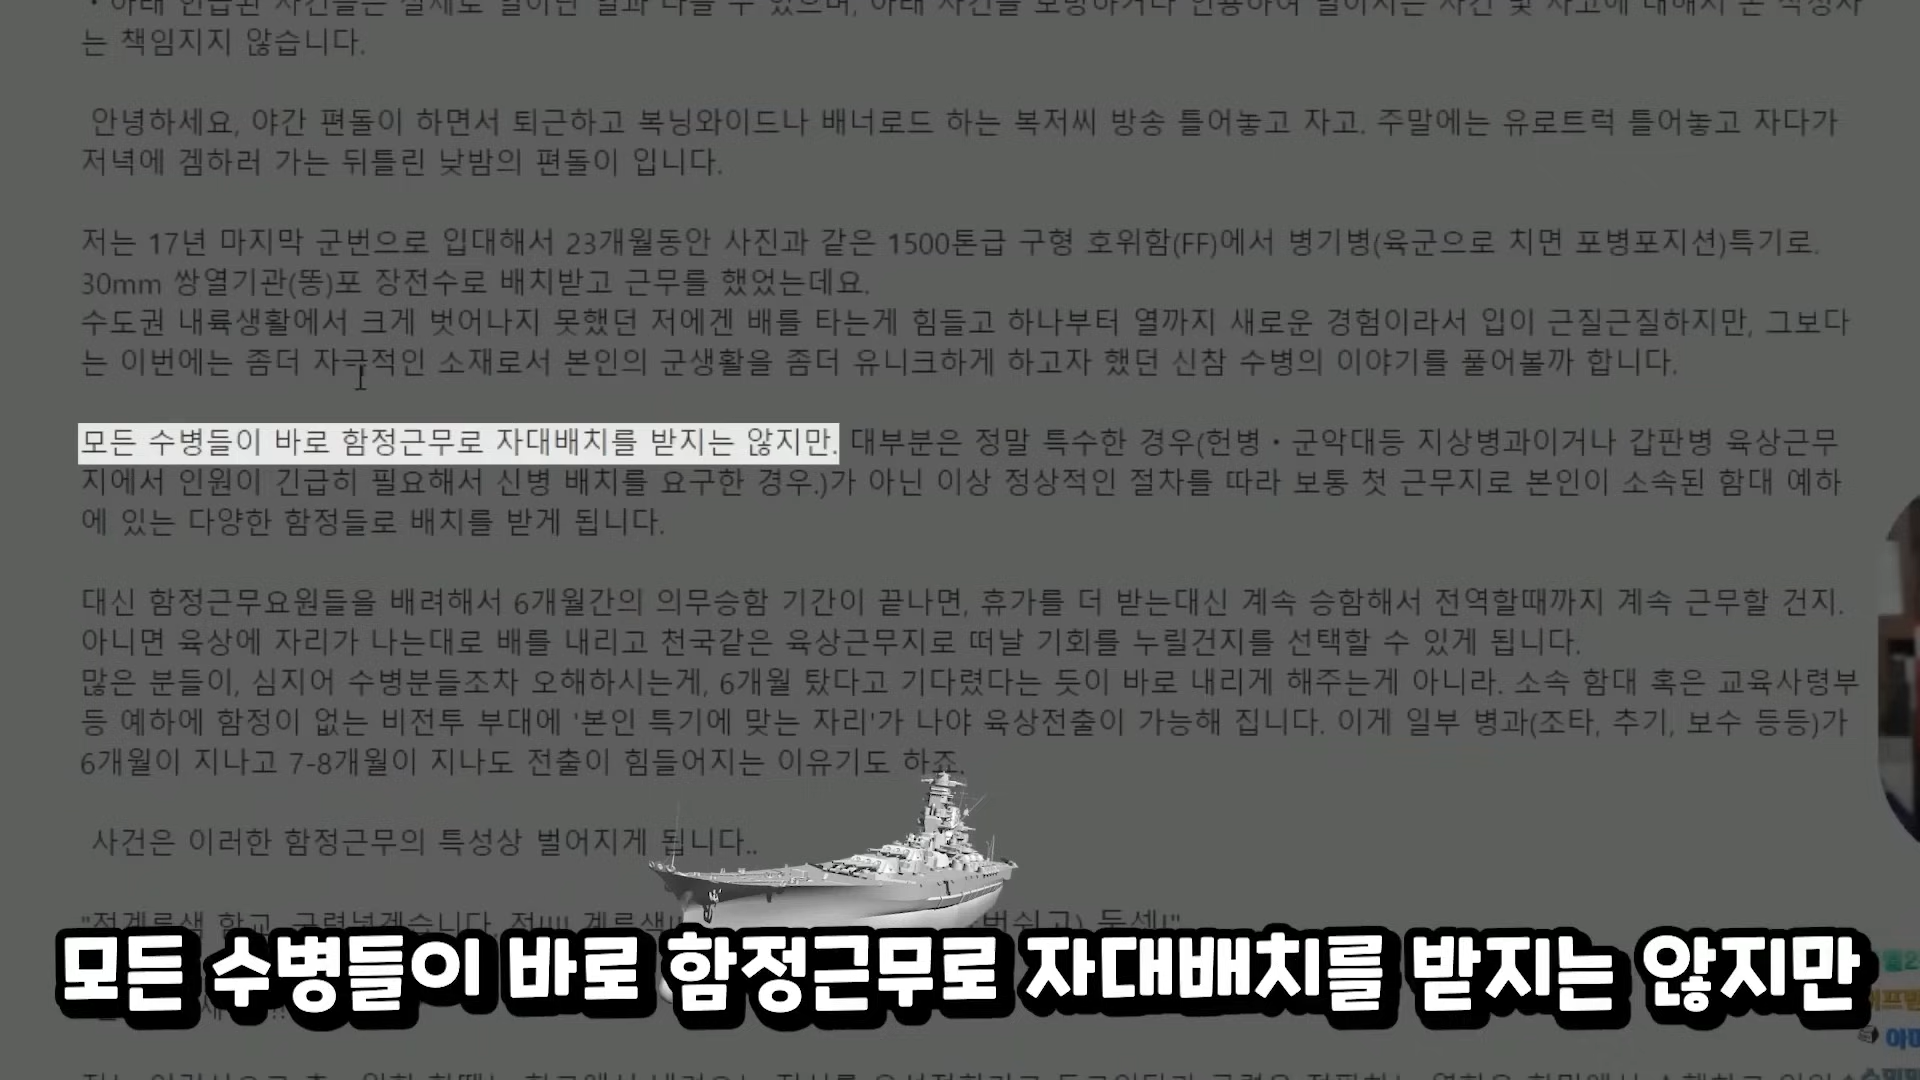 는 책임지지 않습니다.
안녕하세요, 야간 편돌이 하면서 퇴근하고 복닝와이드나 배너로드 하는 복저씨 방송 틀어놓고 자고. 주말에는 유로트럭 틀어놓고 자다가
저녁에 겜하러 가는 뒤틀린 낮밤의 편돌이 입니다.
저는 17년 마지막 군번으로 입대해서 23개월동안 사진과 같은 1500톤급 구형 호위함(FF)에서 병기병(육군으로 치면 포병포지션)특기로.
30mm 쌍열기관(똥)포 장전수로 배치받고 근무를 했었는데요.
수도권 내륙생활에서 크게 벗어나지 못했던 저에겐 배를 타는게 힘들고 하나부터 열까지 새로운 경험이라서 입이 근질근질하지만, 그보다
는 이번에는 좀더 자극적인 소재로서 본인의 군생활을 좀더 유니크하게 하고자 했던 신참 수병의 이야기를 풀어볼까 합니다.
모든 수병들이 바로 함정근무로 자대배치를 받지는 않지만. 대부분은 정말 특수한 경우(헌병·군악대등 지상병과이거나 갑판병 육상근무
지에서 인원이 긴급히 필요해서 신병 배치를 요구한 경우.)가 아닌 이상 정상적인 절차를 따라 보통 첫 근무지로 본인이 소속된 함대 예하
에 있는 다양한 함정들로 배치를 받게 됩니다.
대신 함정근무요원들을 배려해서 6개월간의 의무승함 기간이 끝나면, 휴가를 더 받는대신 계속 승함해서 전역할때까지 계속 근무할 건지.
아니면 육상에 자리가 나는대로 배를 내리고 천국같은 육상근무지로 떠날 기회를 누릴건지를 선택할 수 있게 됩니다.
많은 분들이, 심지어 수병분들조차 오해하시는게, 6개월 탔다고 기다렸다는 듯이 바로 내리게 해주는게 아니라. 소속 함대 혹은 교육사령부
등 예하에 함정이 없는 비전투 부대에 '본인 특기에 맞는 자리'가 나야 육상전출이 가능해 집니다. 이게 일부 병과(조타, 추기, 보수 등등)가
6개월이 지나고 7-8개월이 지나도 전출이 힘들어지는 이유기도 하죠.
사건은 이러한 함정근무의 특성상 벌어지게 됩니다..
모든 수병들이 바로 함정근무로 자대배치를 받지는 않지만